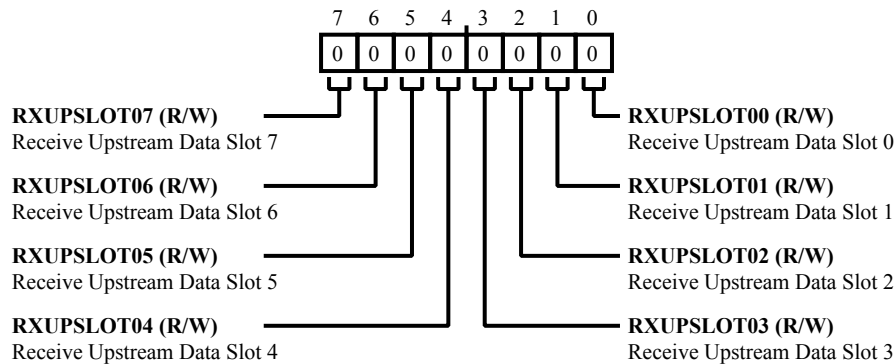 7 6 5 4 3 2 1 0
0 0 0 0 0 0 0 0
RXUPSLOT07 (R/W)
Receive Upstream Data Slot 7
RXUPSLOT06 (R/W)
Receive Upstream Data Slot 6
RXUPSLOT05 (R/W)
Receive Upstream Data Slot 5
RXUPSLOT04 (R/W)
Receive Upstream Data Slot 4
RXUPSLOT00 (R/W)
Receive Upstream Data Slot 0
RXUPSLOT01 (R/W)
Receive Upstream Data Slot 1
RXUPSLOT02 (R/W)
Receive Upstream Data Slot 2
RXUPSLOT03 (R/W)
Receive Upstream Data Slot 3